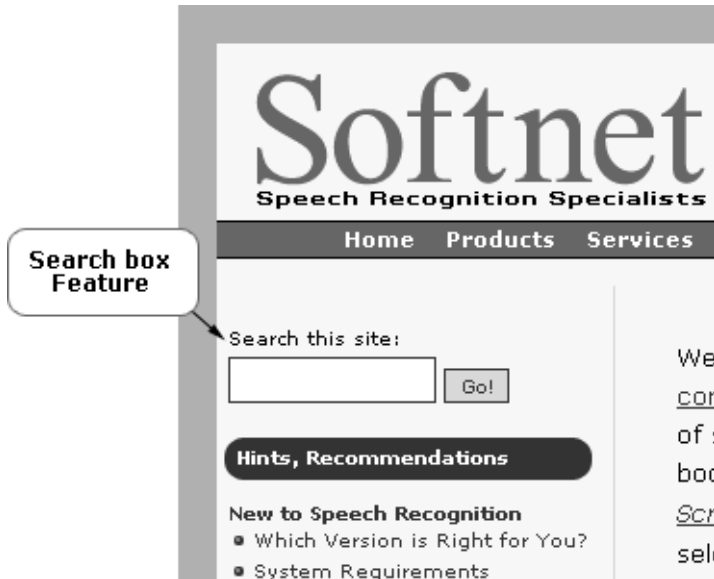 Softnet
Speech Recognition Specialists
Home Products Services
Search box
Feature
Search this site:
Go!
Hints, Recommendations
New to Speech Recognition
Which Version is Right for You?
System Requirements
We
of